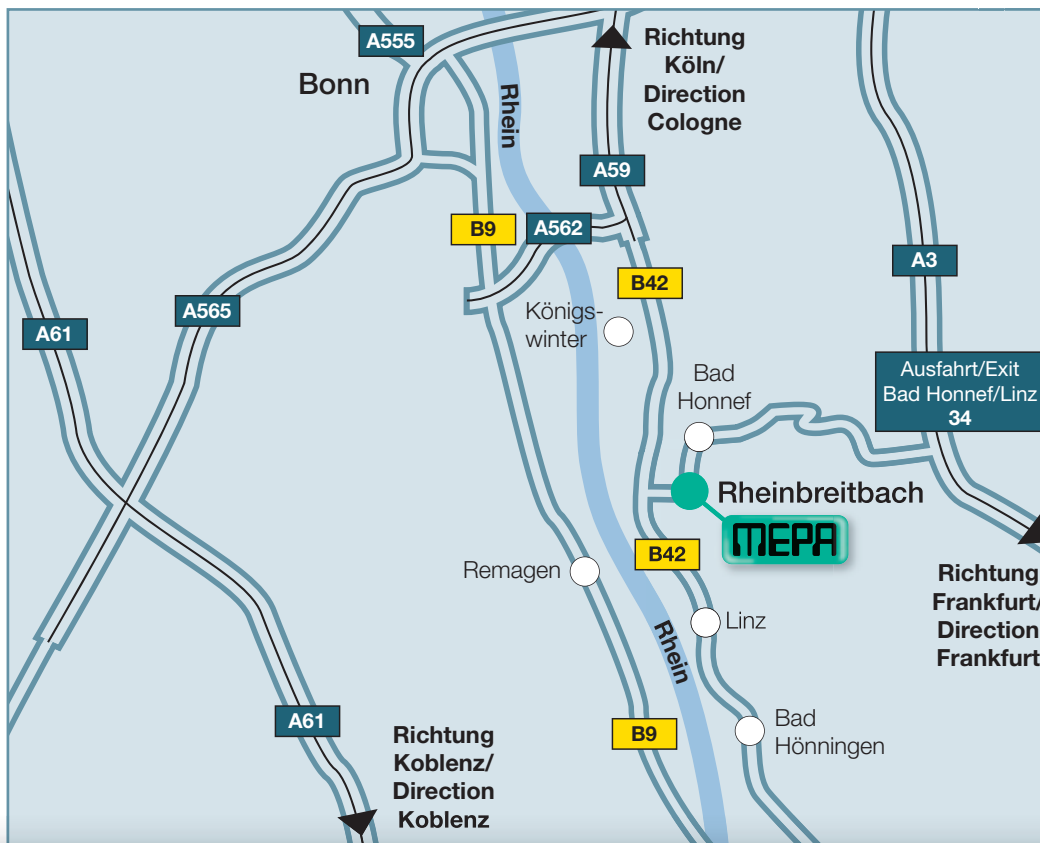 A555
Bonn
Rhein
Richtung
Köln/
Direction
Cologne
A59
B9
A562
A3
B42
A565
A61
Königs-
winter
Bad
Honnef
Ausfahrt/Exit
Bad Honnef/Linz
34
Rheinbreitbach
MEPA
B42
Remagen
Richtung
Frankfurt/
Direction
Frankfurt
Linz
Rhein
A61
Richtung
Koblenz/
Direction
Koblenz
B9
Bad
Hönningen